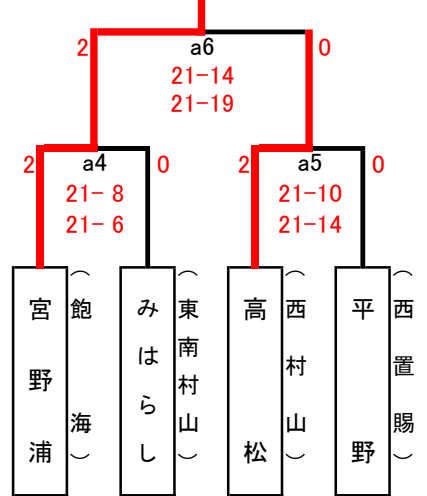 2 0
a6
21-14
21-19
2 0 2 0
a4 a5
21- 8 21-10
21- 6 21-14
宮野浦
（飽海）
みはらし
（東南村山）
高松
（西村山）
平野
（西置賜）